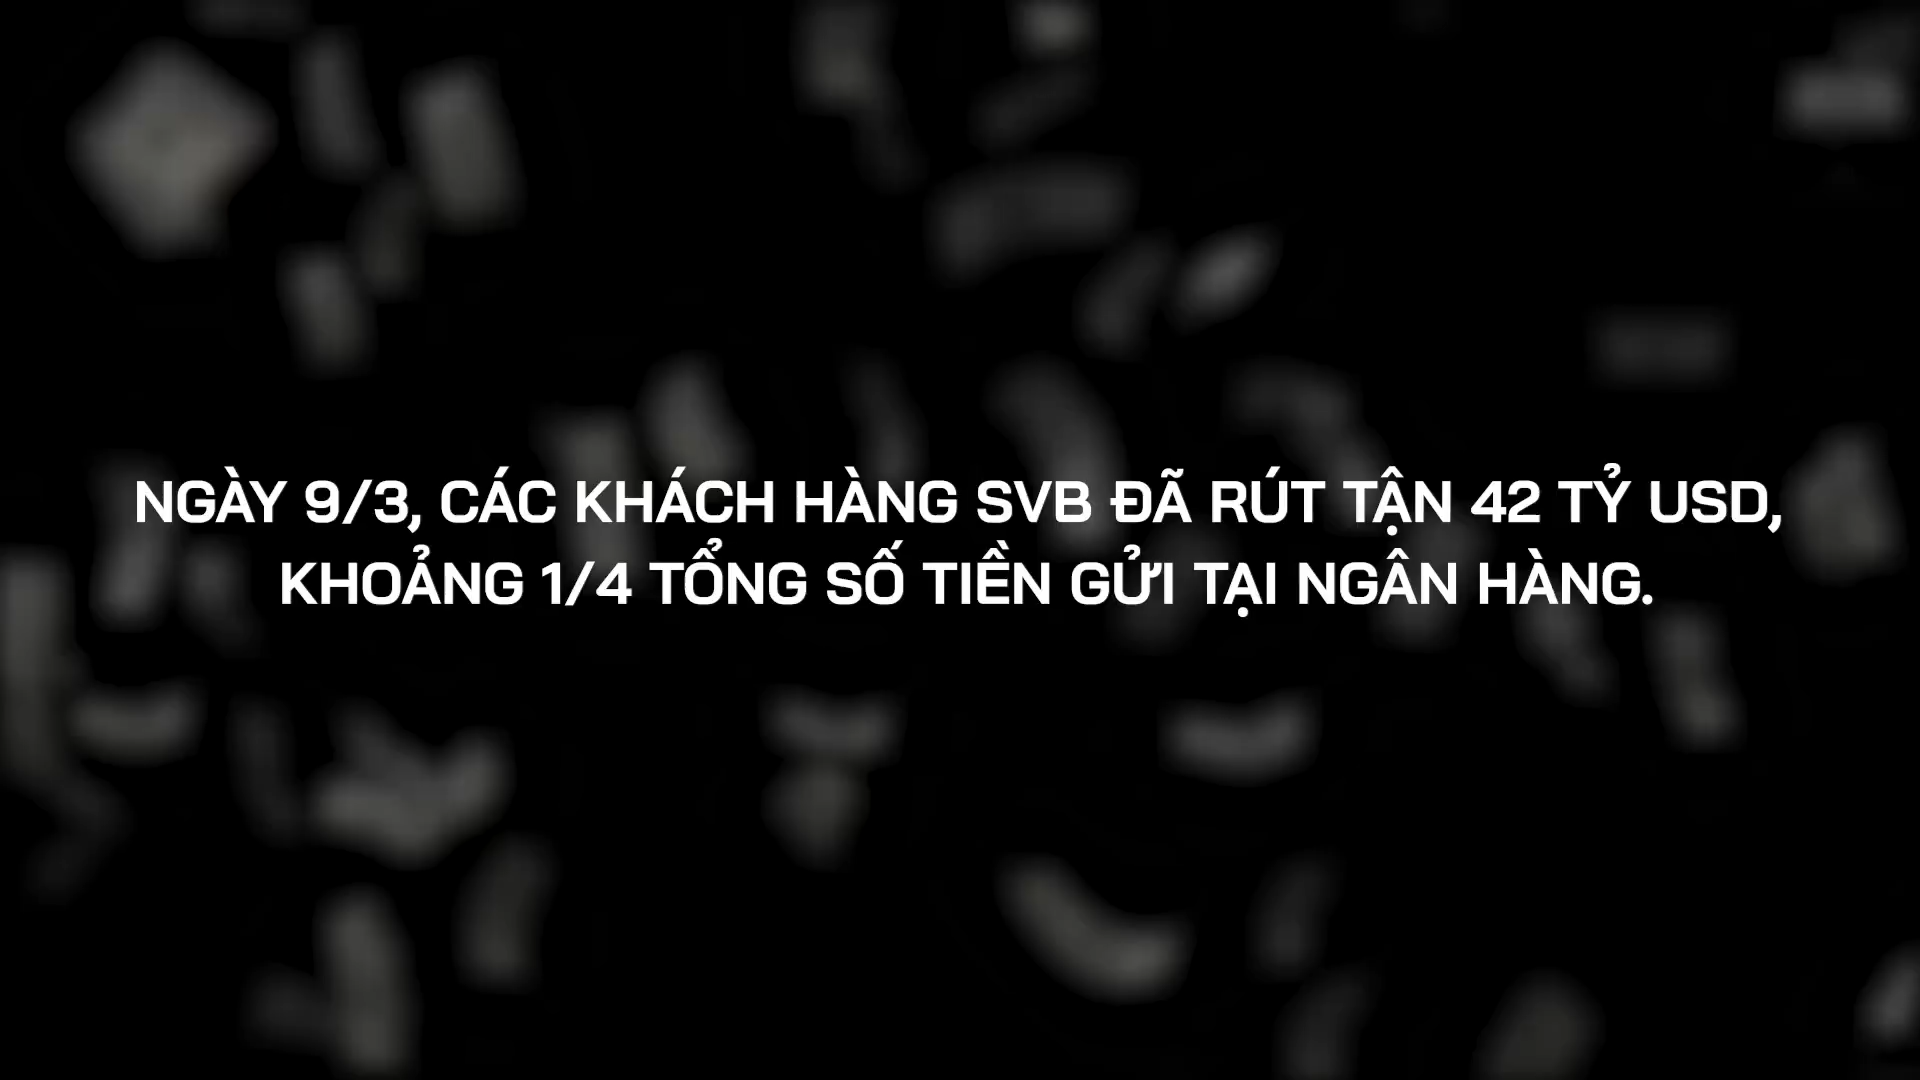 NGÀY 9/3, CÁC KHÁCH HÀNG SVB ĐÃ RÚT TẬN 42 TỶ USD,
KHOẢNG 1/4 TỔNG SỐ TIỀN GỬI TẠI NGÂN HÀNG.